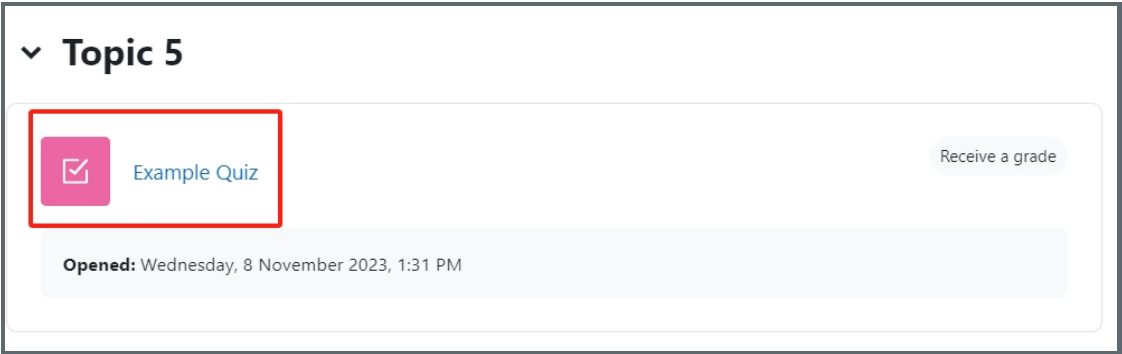 Topic 5
Example Quiz
Receive a grade
Opened: Wednesday, 8 November 2023, 1:31 PM